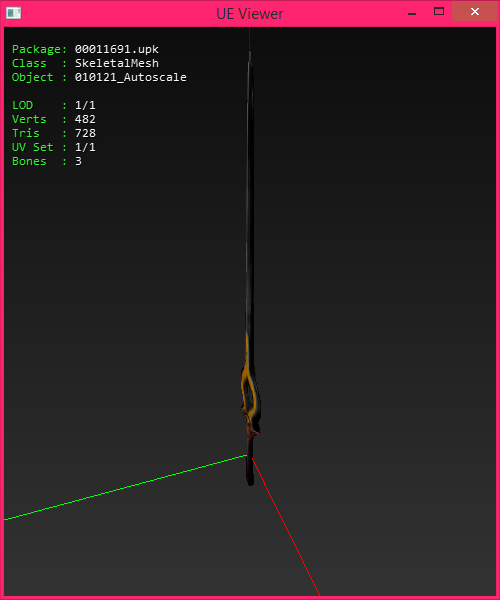 UE Viewer
Package: 00011691.upk
Class  : SkeletalMesh
Object : 010121_Autoscale
LOD    : 1/1
Verts  : 482
Tris   : 728
UV Set : 1/1
Bones  : 3